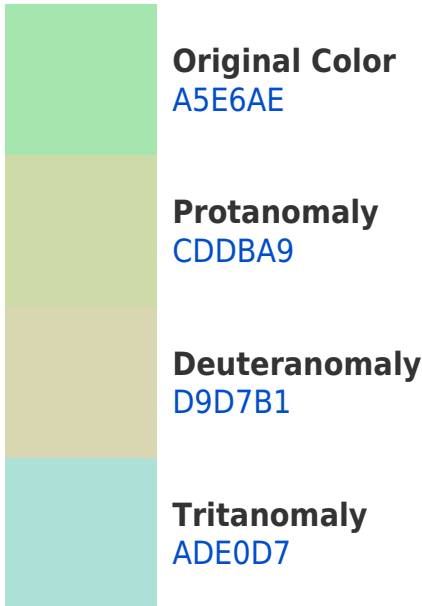 Original Color
A5E6AE
Protanomaly
CDDBA9
Deuteranomaly
D9D7B1
Tritanomaly
ADE0D7